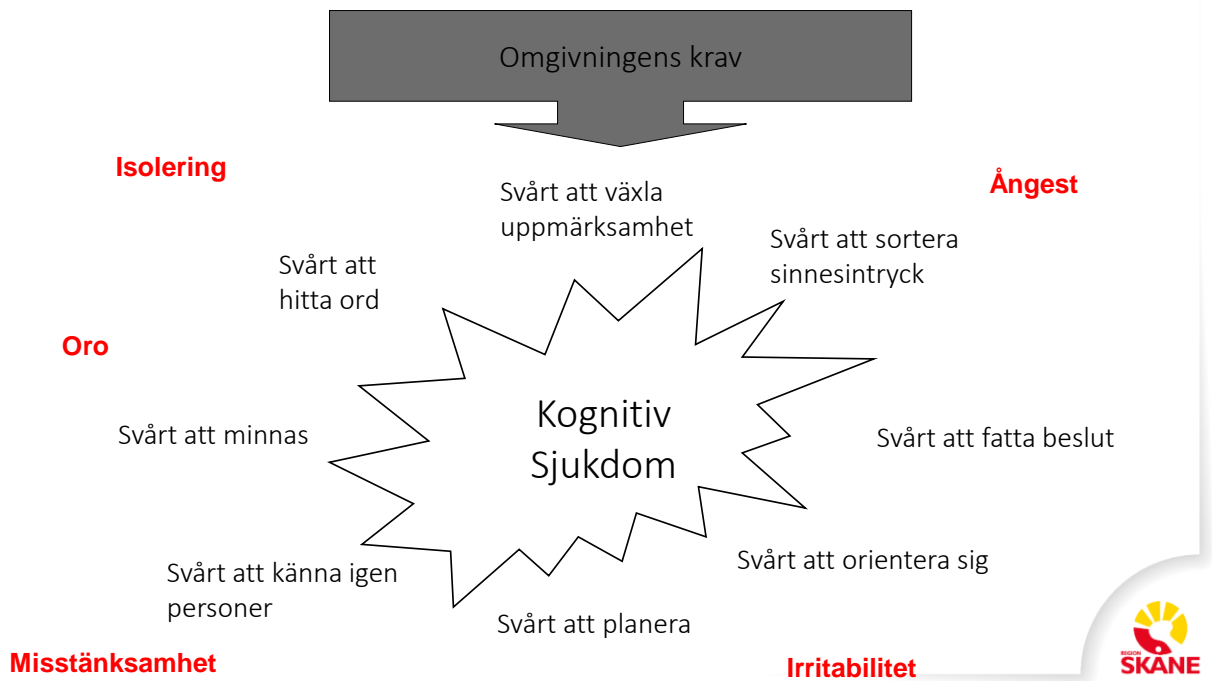 Omgivningens krav
Isolering
Ångest
Svårt att växla
uppmärksamhet
Svårt att sortera
sinnesintryck
Svårt att
hitta ord
Oro
Kognitiv
Sjukdom
Svårt att minnas
Svårt att fatta beslut
Svårt att orientera sig
Svårt att känna igen
personer
Svårt att planera
Misstänksamhet
Irritabilitet
REGION
SKÅNE